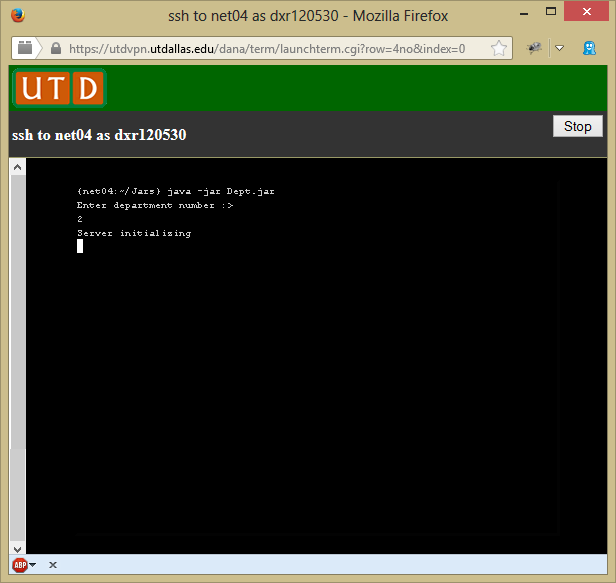 ssh to net04 as dxr120530 - Mozilla Firefox
https://utdvpn.utdallas.edu/dana/term/launchterm.cgi?row=4no&index=0
UTD
ssh to net04 as dxr120530
Stop
{net04:~/Jars} java -jar Dept.jar
Enter department number :>
2
Server initializing
ABP